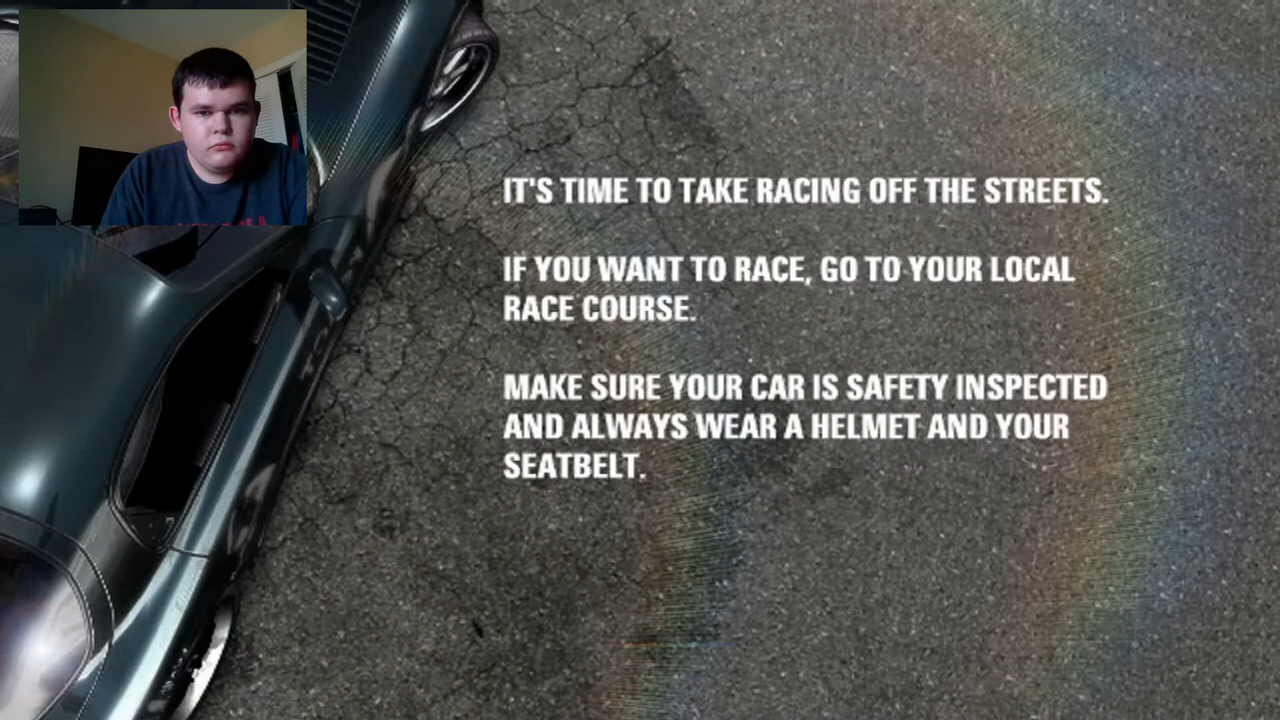 IT'S TIME TO TAKE RACING OFF THE STREETS.
IF YOU WANT TO RACE, GO TO YOUR LOCAL
RACE COURSE.
MAKE SURE YOUR CAR IS SAFETY INSPECTED
AND ALWAYS WEAR A HELMET AND YOUR
SEATBELT.